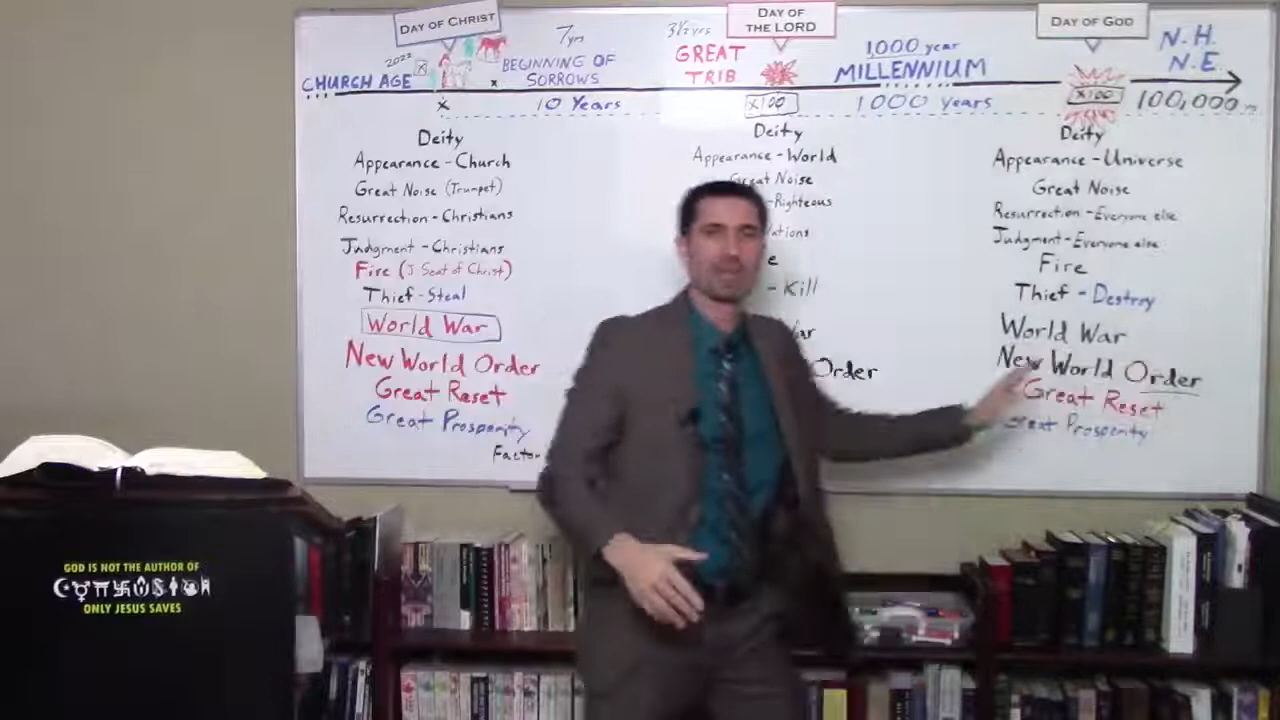 DAY OF CHRIST
DAY OF
THE LORD
DAY OF GOD
2022
7yrs
3½ yrs
CHURCH AGE
BEGINNING OF
SORROWS
GREAT
TRIB
1,000 year
MILLENNIUM
N.H.
N.E.
x
10 Years
x100
1000 years
x100
100,000
Deity
Appearance - Church
Great Noise (Trumpet)
Resurrection - Christians
Judgment - Christians
Fire (J Seat of Christ)
Thief - Steal
World War
New World Order
Great Reset
Great Prosperity
Factor
Deity
Appearance - World
Great Noise
- Righteous
- Kill
Order
Deity
Appearance - Universe
Great Noise
Resurrection - Everyone else
Judgment - Everyone else
Fire
Thief - Destroy
World War
New World Order
Great Reset
Great Prosperity
GOD IS NOT THE AUTHOR OF
ONLY JESUS SAVES